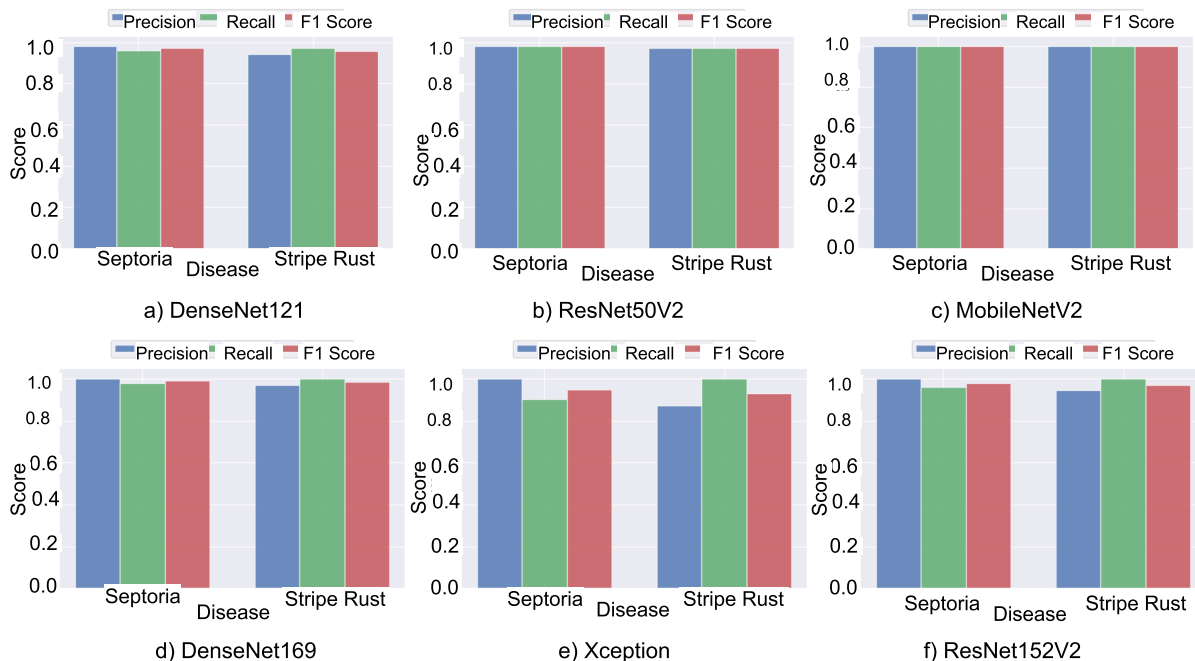 Precision Recall F1 Score
1.0
0.8
0.6
0.4
0.2
0.0
Score
Septoria
Stripe Rust
Disease
a) DenseNet121
Precision Recall F1 Score
1.0
0.8
0.6
0.4
0.2
0.0
Score
Septoria
Stripe Rust
Disease
b) ResNet50V2
Precision Recall F1 Score
1.0
0.8
0.6
0.4
0.2
0.0
Score
Septoria
Stripe Rust
Disease
c) MobileNetV2
Precision Recall F1 Score
1.0
0.8
0.6
0.4
0.2
0.0
Score
Septoria
Stripe Rust
Disease
d) DenseNet169
Precision Recall F1 Score
1.0
0.8
0.6
0.4
0.2
0.0
Score
Septoria
Stripe Rust
Disease
e) Xception
Precision Recall F1 Score
1.0
0.8
0.6
0.4
0.2
0.0
Score
Septoria
Stripe Rust
Disease
f) ResNet152V2